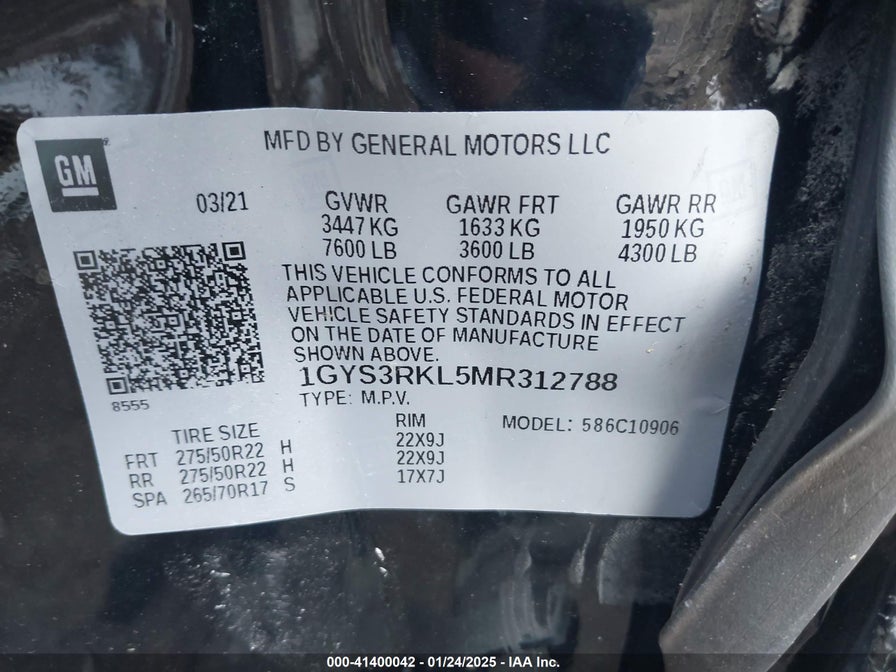 MFD BY GENERAL MOTORS LLC
GM
03/21
GVWR GAWR FRT GAWR RR
3447 KG 1633 KG 1950 KG
7600 LB 3600 LB 4300 LB
THIS VEHICLE CONFORMS TO ALL
APPLICABLE U.S. FEDERAL MOTOR
VEHICLE SAFETY STANDARDS IN EFFECT
ON THE DATE OF MANUFACTURE
SHOWN ABOVE.
1GYS3RKL5MR312788
8555
TYPE: M.P.V.
MODEL: 586C10906
TIRE SIZE RIM
FRT 275/50R22 H 22X9J
RR 275/50R22 H 22X9J
SPA 265/70R17 S 17X7J
000-41400042 - 01/24/2025 - IAA Inc.